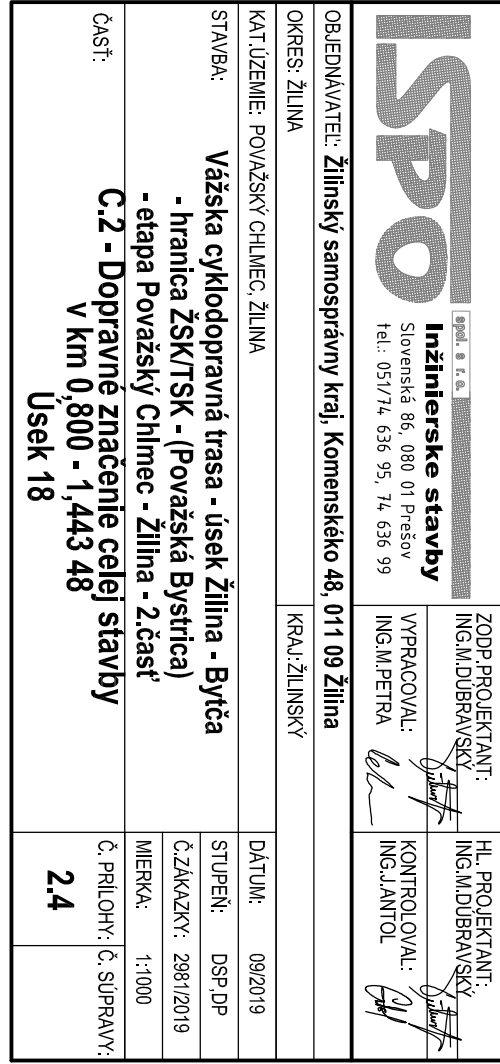 ISPO
spol. s r. o.
Inžinierske stavby
Slovenská 86, 080 01 Prešov
tel.: 051/74 636 95, 74 636 99
ZODP.PROJEKTANT:
ING.M.DÚBRAVSKÝ
HL. PROJEKTANT:
ING.M.DÚBRAVSKÝ
VYPRACOVAL:
ING.M.PETRA
KONTROLOVAL:
ING.J.ANTOL
OBJEDNÁVATEĽ: Žilinský samosprávny kraj, Komenského 48, 011 09 Žilina
OKRES: ŽILINA
KRAJ:ŽILINSKÝ
KAT.ÚZEMIE: POVAŽSKÝ CHLMEC, ŽILINA
DÁTUM: 09/2019
STAVBA: Vážska cyklodopravná trasa - úsek Žilina - Bytča
- hranica ŽSK/TSK - (Považská Bystrica)
- etapa Považský Chlmec - Žilina - 2.časť
STUPEŇ: DSP,DP
Č.ZÁKAZKY: 2981/2019
MIERKA: 1:1000
ČASŤ:
C.2 - Dopravné značenie celej stavby
v km 0,800 - 1,443 48
Úsek 18
Č. PRÍLOHY: Č. SÚPRAVY:
2.4